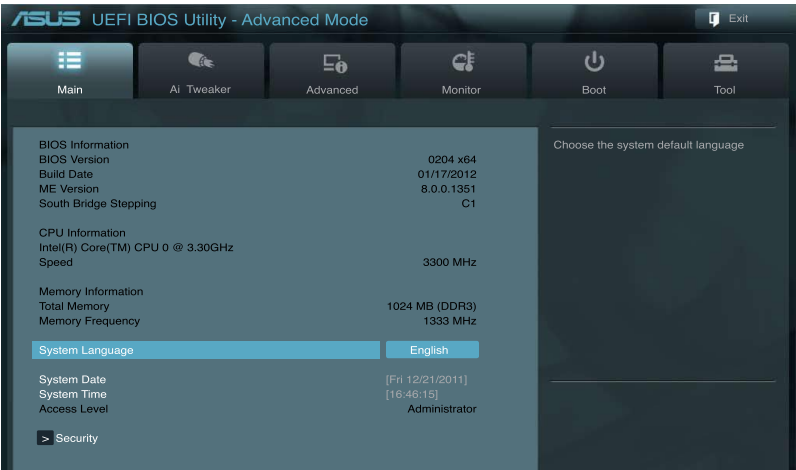 ASUS UEFI BIOS Utility - Advanced Mode
Exit
Main
Ai Tweaker
Advanced
Monitor
Boot
Tool
BIOS Information
BIOS Version 0204 x64
Build Date 01/17/2012
ME Version 8.0.0.1351
South Bridge Stepping C1
CPU Information
Intel(R) Core(TM) CPU 0 @ 3.30GHz
Speed 3300 MHz
Memory Information
Total Memory 1024 MB (DDR3)
Memory Frequency 1333 MHz
System Language English
System Date [Fri 12/21/2011]
System Time [16:46:15]
Access Level Administrator
> Security
Choose the system default language